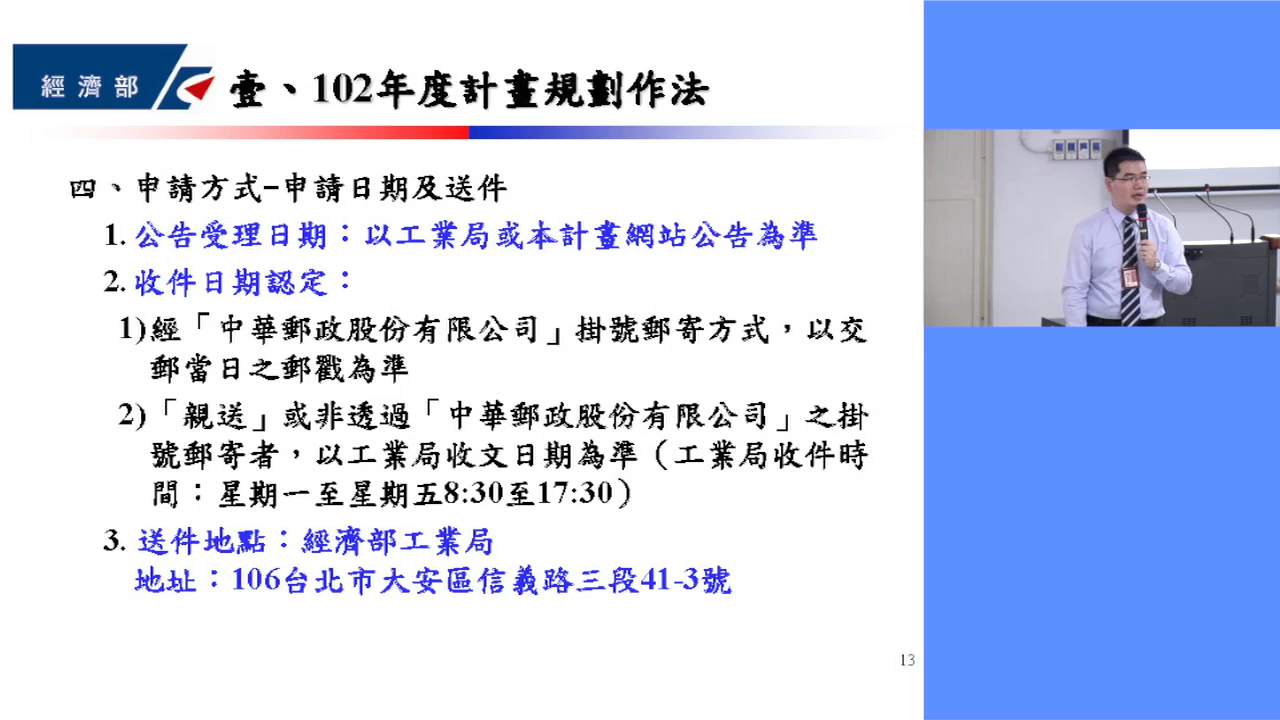 經濟部
壹、102年度計畫規劃作法
四、申請方式-申請日期及送件
1. 公告受理日期：以工業局或本計畫網站公告為準
2. 收件日期認定：
1)經「中華郵政股份有限公司」掛號郵寄方式，以交
郵當日之郵戳為準
2)「親送」或非透過「中華郵政股份有限公司」之掛
號郵寄者，以工業局收文日期為準（工業局收件時
間：星期一至星期五8:30至17:30）
3. 送件地點：經濟部工業局
地址：106台北市大安區信義路三段41-3號
13